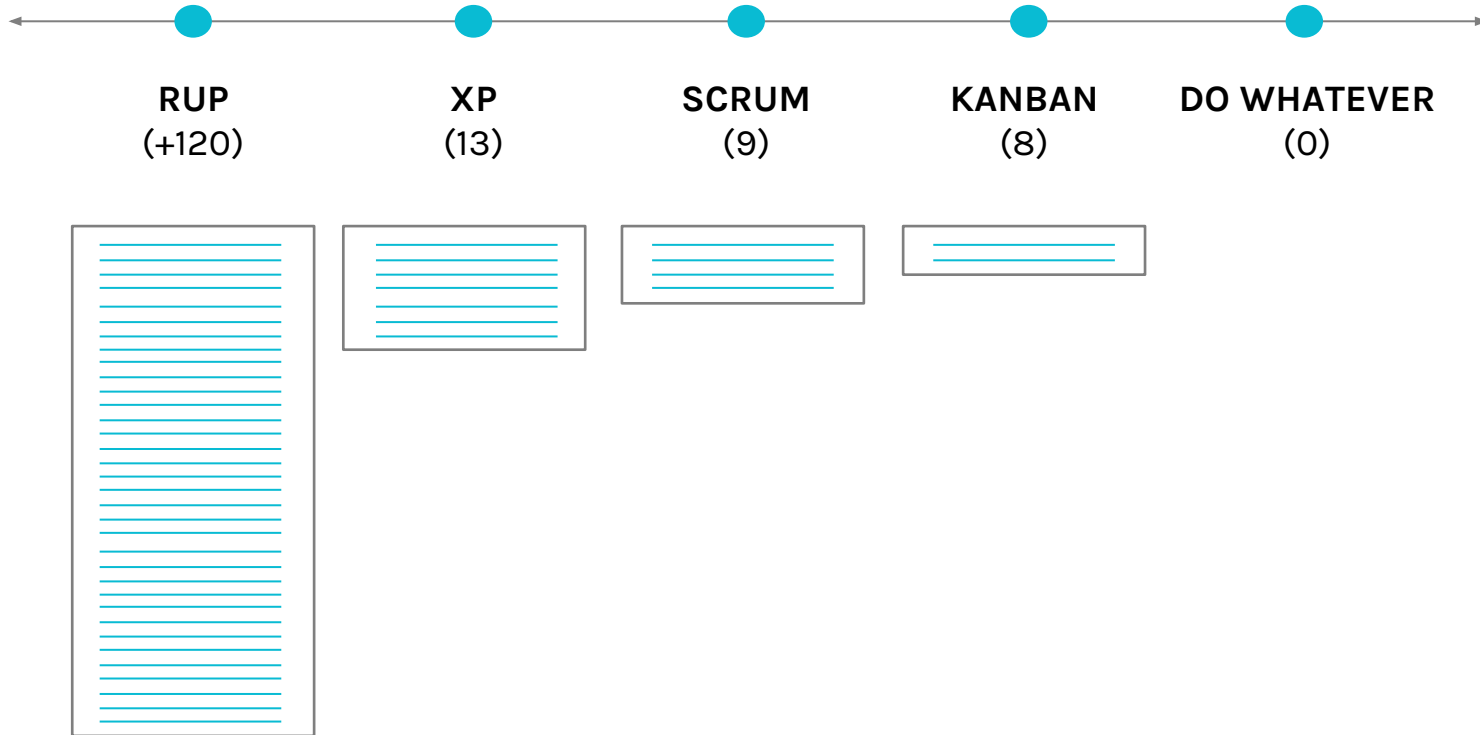 RUP
(+120)
XP
(13)
SCRUM
(9)
KANBAN
(8)
DO WHATEVER
(0)